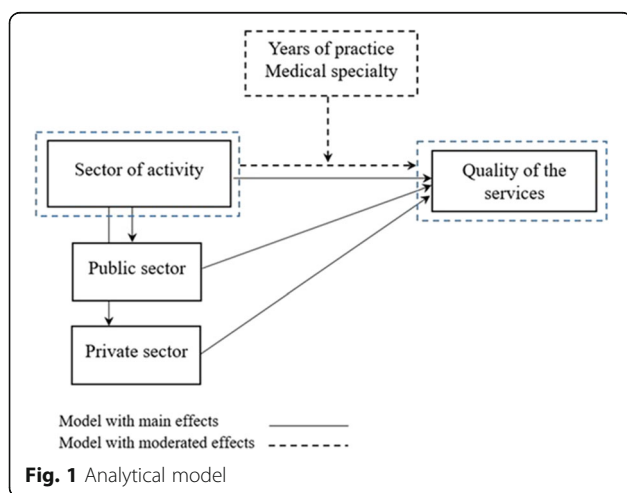 Years of practice
Medical specialty
Sector of activity
Quality of the
services
Public sector
Private sector
Model with main effects
Model with moderated effects
Fig. 1 Analytical model